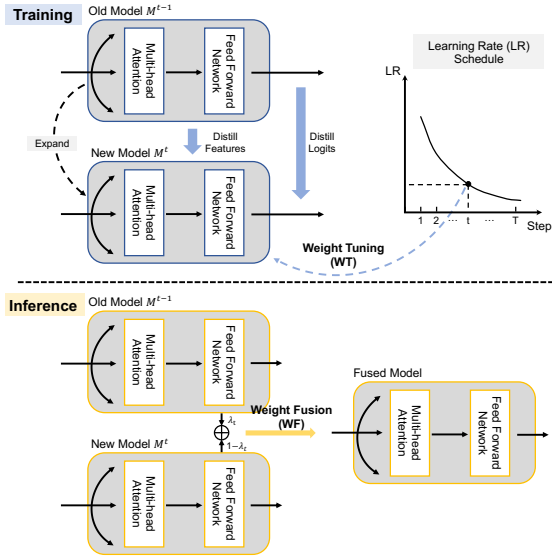 Training
Old Model M^{t−1}
Multi-head
Attention
Feed Forward
Network
Expand
Distill
Features
Distill
Logits
New Model M^t
Multi-head
Attention
Feed Forward
Network
Learning Rate (LR)
Schedule
LR
1 2 ··· t ··· T
Step
Weight Tuning
(WT)
Inference
Old Model M^{t−1}
Multi-head
Attention
Feed Forward
Network
λ_t
1−λ_t
Weight Fusion
(WF)
New Model M^t
Multi-head
Attention
Feed Forward
Network
Fused Model
Multi-head
Attention
Feed Forward
Network